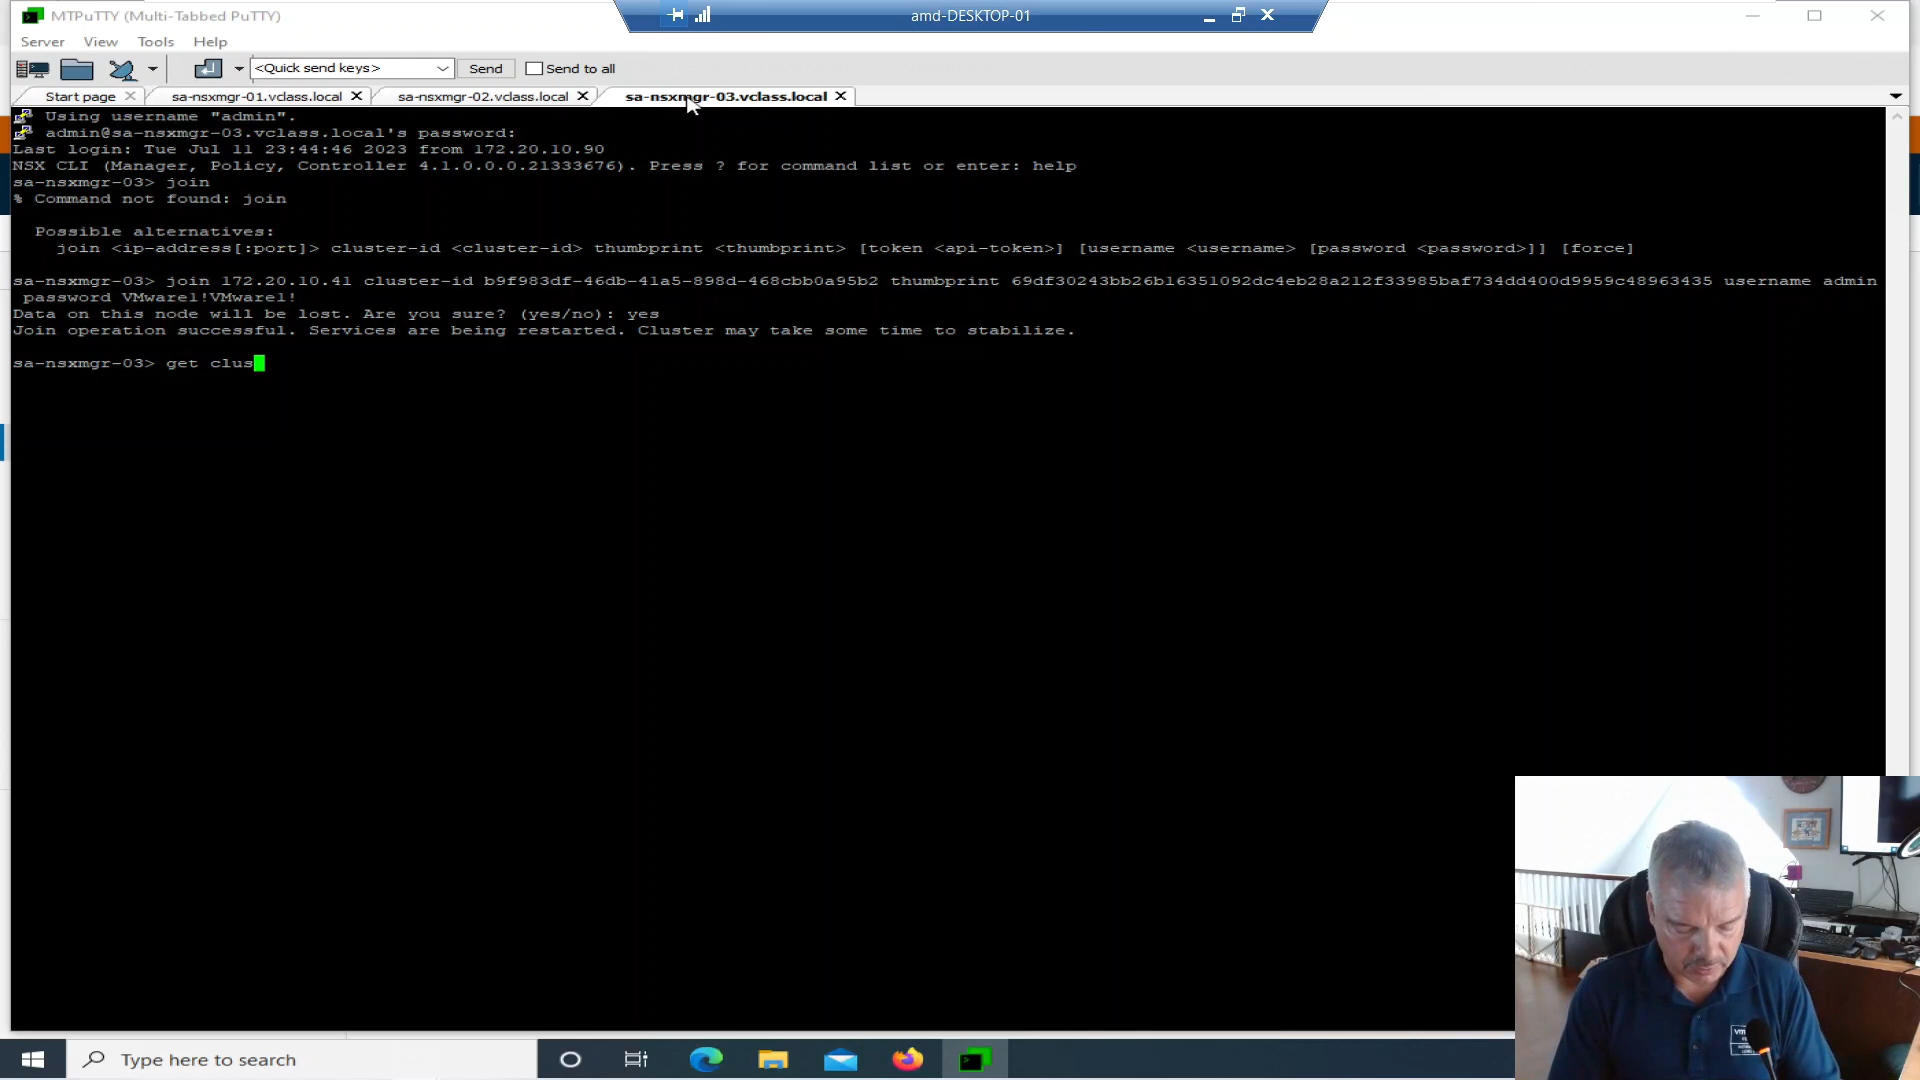 MTPuTTY (Multi-Tabbed PuTTY)
amd-DESKTOP-01
Server View Tools Help
<Quick send keys> Send Send to all
Start page sa-nsxmgr-01.vclass.local sa-nsxmgr-02.vclass.local sa-nsxmgr-03.vclass.local
Using username "admin".
admin@sa-nsxmgr-03.vclass.local's password:
Last login: Tue Jul 11 23:44:46 2023 from 172.20.10.90
NSX CLI (Manager, Policy, Controller 4.1.0.0.0.21333676). Press ? for command list or enter: help
sa-nsxmgr-03> join
% Command not found: join
Possible alternatives:
join <ip-address[:port]> cluster-id <cluster-id> thumbprint <thumbprint> [token <api-token>] [username <username> [password <password>]] [force]
sa-nsxmgr-03> join 172.20.10.41 cluster-id b9f983df-46db-41a5-898d-468cbb0a95b2 thumbprint 69df30243bb26b16351092dc4eb28a212f33985baf734dd400d9959c48963435 username admin
password VMware1!VMware1!
Data on this node will be lost. Are you sure? (yes/no): yes
Join operation successful. Services are being restarted. Cluster may take some time to stabilize.
sa-nsxmgr-03> get clus
Type here to search